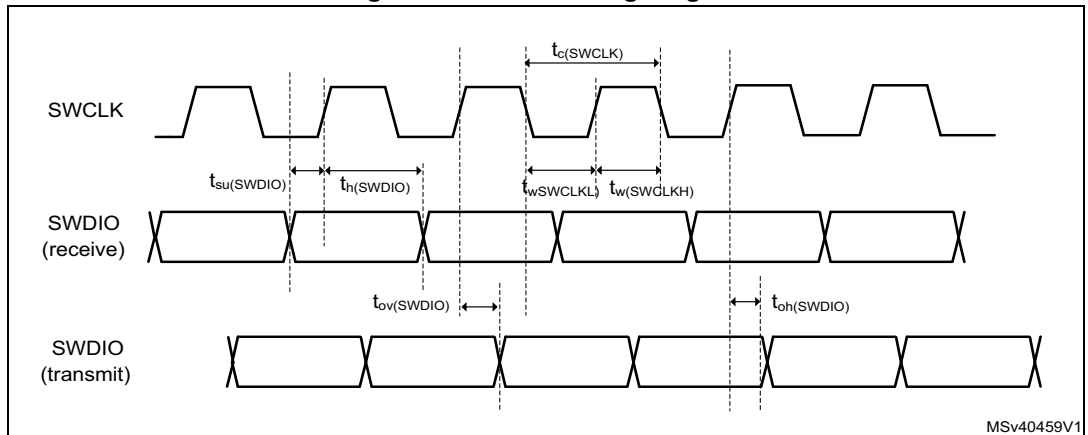 tc(SWCLK)
SWCLK
tsu(SWDIO)
th(SWDIO)
twSWCLKL)
tw(SWCLKH)
SWDIO
(receive)
tov(SWDIO)
toh(SWDIO)
SWDIO
(transmit)
MSv40459V1